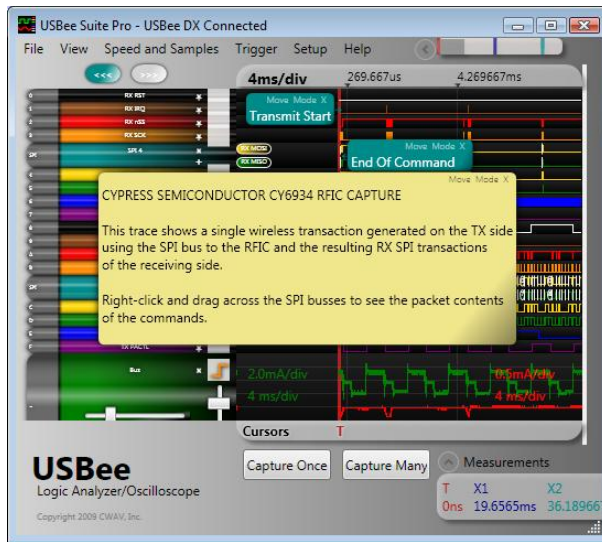 USBee Suite Pro - USBee DX Connected
File View Speed and Samples Trigger Setup Help
<<< >>>
4ms/div 269.667us 4.269667ms
RX RST
RX IRQ
RX nSS
RX SCK
SPI 4
RX MOSI
RX MISO
Move Mode X
Transmit Start
Move Mode X
End Of Command
Move Mode X
CYPRESS SEMICONDUCTOR CY6934 RFIC CAPTURE
This trace shows a single wireless transaction generated on the TX side
using the SPI bus to the RFIC and the resulting RX SPI transactions
of the receiving side.
Right-click and drag across the SPI busses to see the packet contents
of the commands.
TX PACTL
Bus x
2.0mA/div 0.5mA/div
4 ms/div 4 ms/div
Cursors T
USBee
Logic Analyzer/Oscilloscope
Copyright 2009 CWAV, Inc.
Capture Once Capture Many
Measurements
T X1 X2
0ns 19.6565ms 36.18966